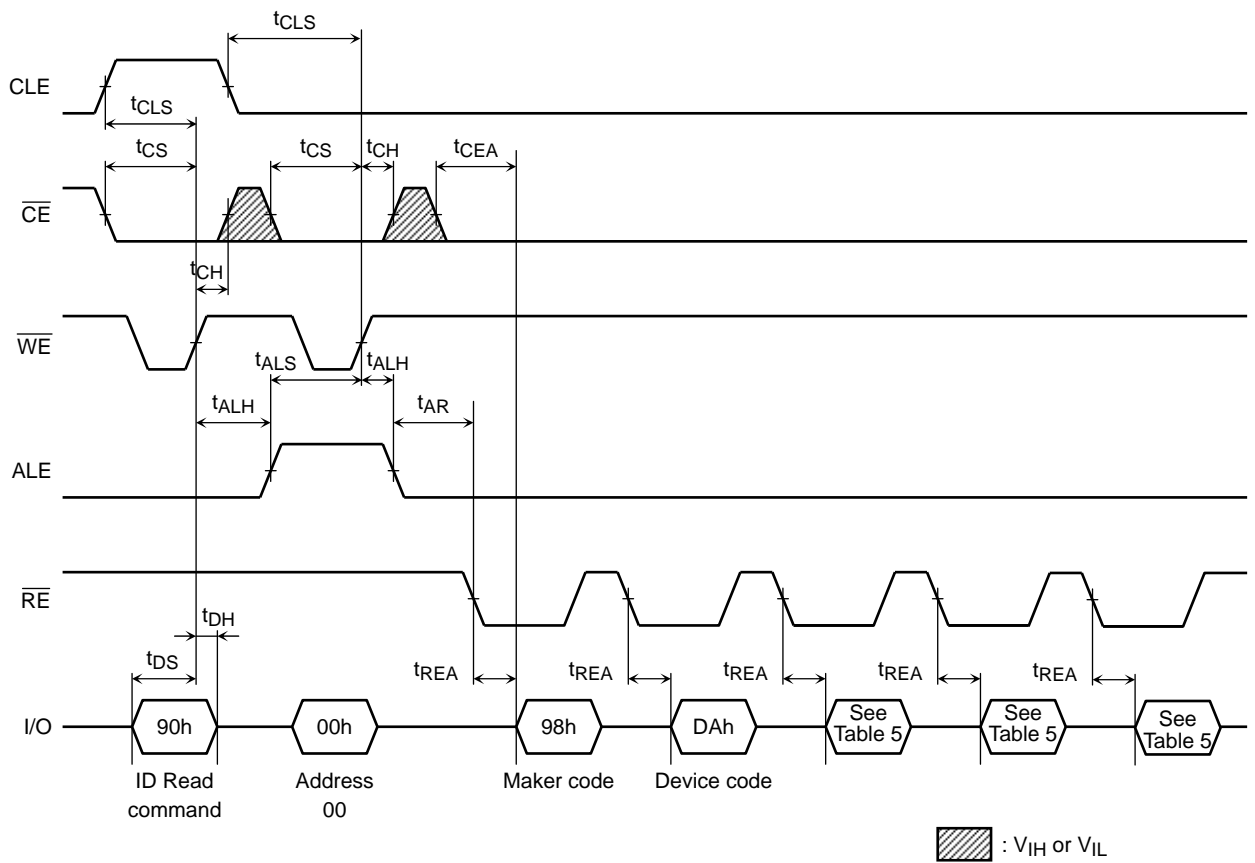 tCLS
CLE
tCLS
tCS
tCS
tCH
tCEA
CE
tCH
WE
tALS
tALH
tALH
tAR
ALE
RE
tDH
tDS
tREA
tREA
tREA
tREA
tREA
I/O
90h
00h
98h
DAh
See
Table 5
See
Table 5
See
Table 5
ID Read
command
Address
00
Maker code
Device code
: VIH or VIL